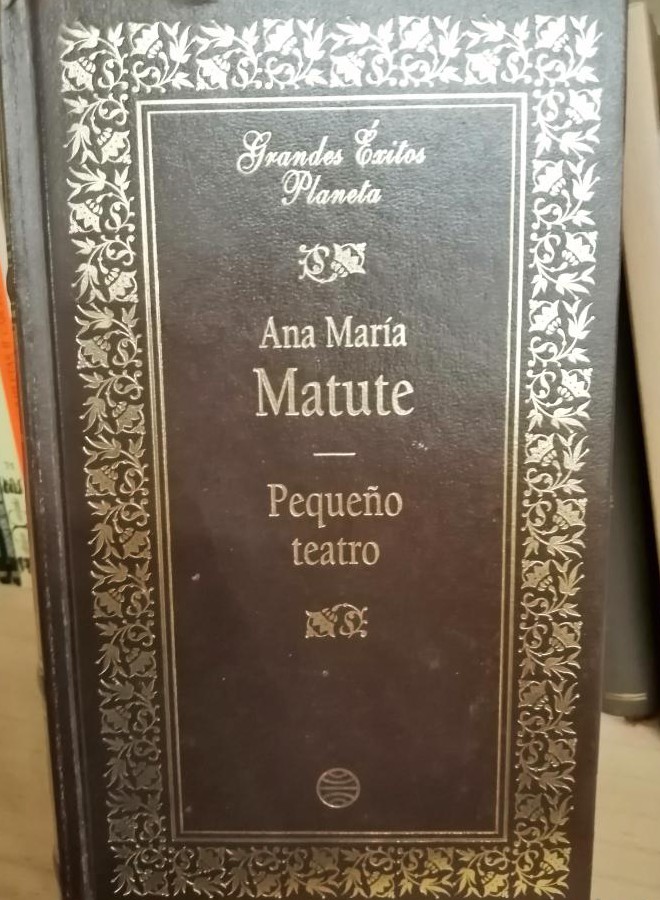 Grandes Éxitos
Planeta
Ana María
Matute
Pequeño
teatro